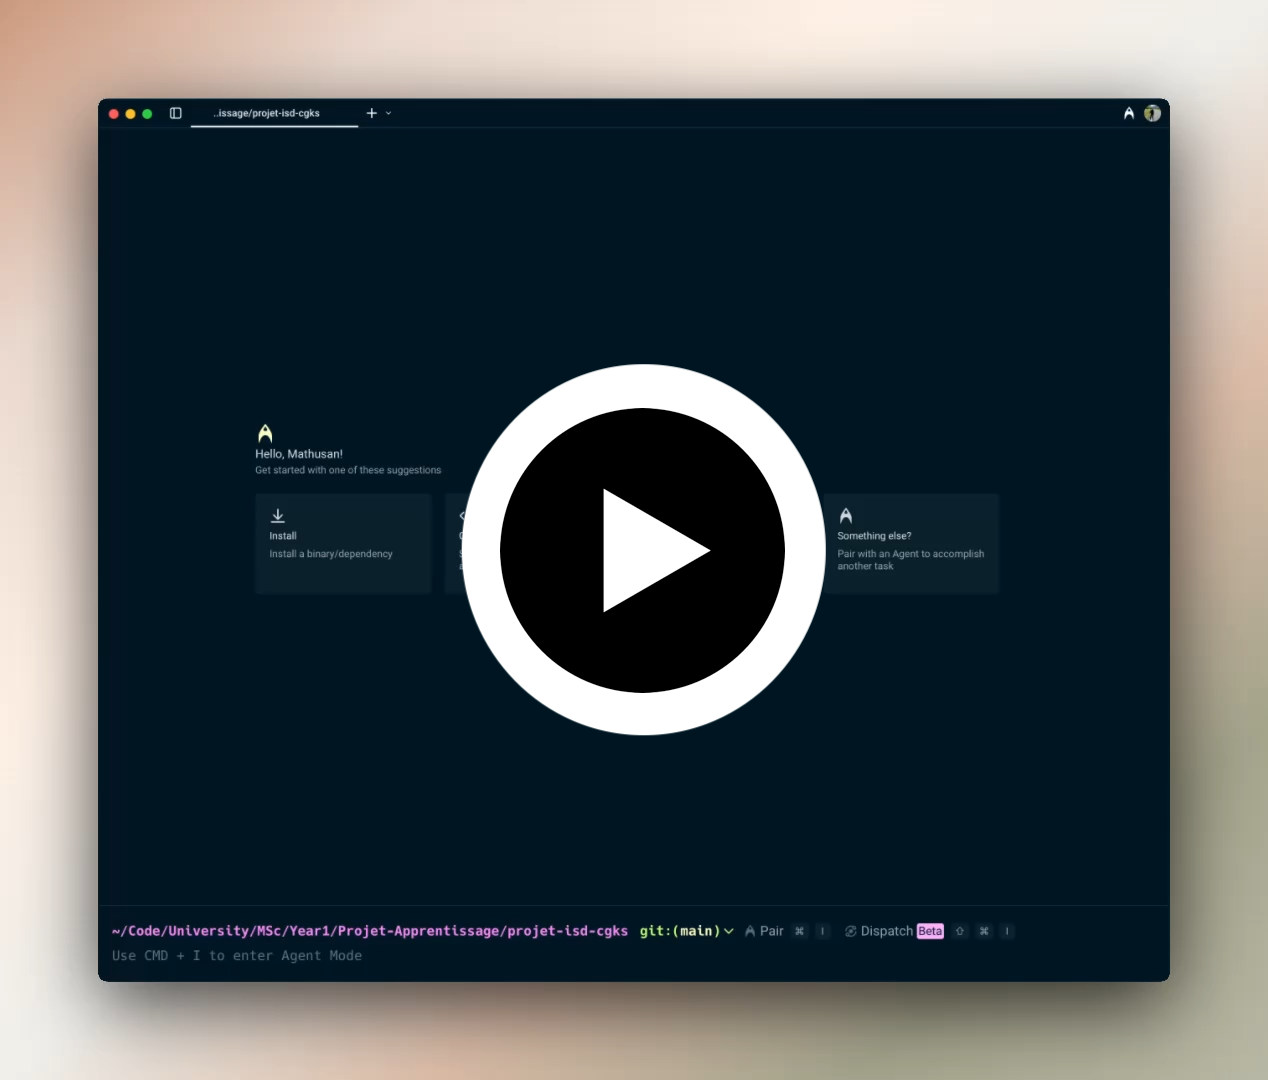 ..issage/projet-isd-cgks
Hello, Mathusan!
Get started with one of these suggestions
Install
Install a binary/dependency
Something else?
Pair with an Agent to accomplish
another task
~/Code/University/MSc/Year1/Projet-Apprentissage/projet-isd-cgks git:(main) Pair ⌘ I Dispatch Beta ⇧ ⌘ I
Use CMD + I to enter Agent Mode